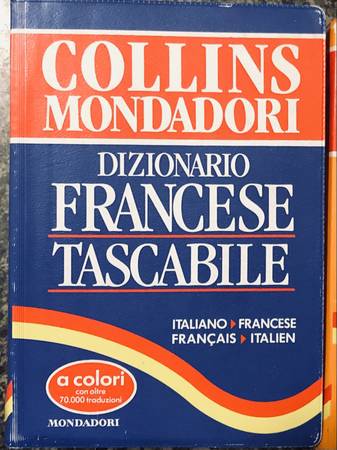 COLLINS
MONDADORI
DIZIONARIO
FRANCESE
TASCABILE
ITALIANO ▸ FRANCESE
FRANÇAIS ▸ ITALIEN
a colori
con oltre
70.000 traduzioni
MONDADORI